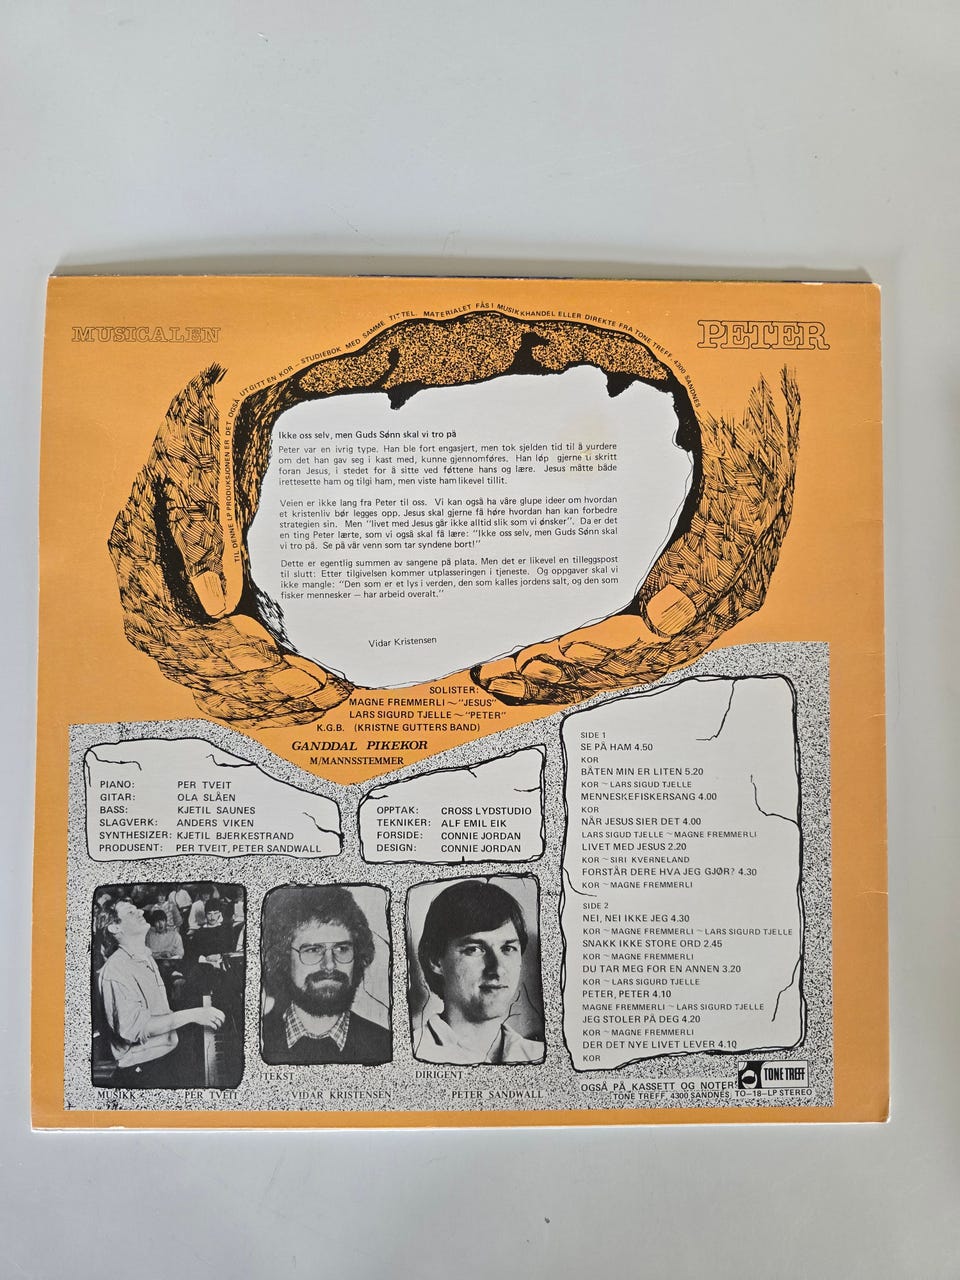 MUSICALEN
PETER
TIL DENNE LP PRODUKSJONEN ER DET OGSÅ UTGITT EN KOR – STUDIEBOK MED SAMME TITTEL. MATERIALET FÅS I MUSIKKHANDEL ELLER DIREKTE FRA TONE TREFF, 4300 SANDNES
Ikke oss selv, men Guds Sønn skal vi tro på
Peter var en ivrig type. Han ble fort engasjert, men tok sjelden tid til å vurdere
om det han gav seg i kast med, kunne gjennomføres. Han løp gjerne ti skritt
foran Jesus, i stedet for å sitte ved føttene hans og lære. Jesus måtte både
irettesette ham og tilgi ham, men viste ham likevel tillit.
Veien er ikke lang fra Peter til oss. Vi kan også ha våre glupe ideer om hvordan
et kristenliv bør legges opp. Jesus skal gjerne få høre hvordan han kan forbedre
strategien sin. Men "livet med Jesus går ikke alltid slik som vi ønsker". Da er det
en ting Peter lærte, som vi også skal få lære: "Ikke oss selv, men Guds Sønn skal
vi tro på. Se på vår venn som tar syndene bort!"
Dette er egentlig summen av sangene på plata. Men det er likevel en tilleggspost
til slutt: Etter tilgivelsen kommer utplasseringen i tjeneste. Og oppgaver skal vi
ikke mangle: "Den som er et lys i verden, den som kalles jordens salt, og den som
fisker mennesker – har arbeid overalt."
Vidar Kristensen
SOLISTER:
MAGNE FREMMERLI ~ "JESUS"
LARS SIGURD TJELLE ~ "PETER"
K.G.B. (KRISTNE GUTTERS BAND)
GANDDAL PIKEKOR
M/MANNSSTEMMER
PIANO: PER TVEIT
GITAR: OLA SLÅEN
BASS: KJETIL SAUNES
SLAGVERK: ANDERS VIKEN
SYNTHESIZER: KJETIL BJERKESTRAND
PRODUSENT: PER TVEIT, PETER SANDWALL
OPPTAK: CROSS LYDSTUDIO
TEKNIKER: ALF EMIL EIK
FORSIDE: CONNIE JORDAN
DESIGN: CONNIE JORDAN
SIDE 1
SE PÅ HAM 4.50
KOR
BÅTEN MIN ER LITEN 5.20
KOR ~ LARS SIGUD TJELLE
MENNESKEFISKERSANG 4.00
KOR
NÅR JESUS SIER DET 4.00
LARS SIGUD TJELLE ~ MAGNE FREMMERLI
LIVET MED JESUS 2.20
KOR ~ SIRI KVERNELAND
FORSTÅR DERE HVA JEG GJØR? 4.30
KOR ~ MAGNE FREMMERLI
SIDE 2
NEI, NEI IKKE JEG 4.30
KOR ~ MAGNE FREMMERLI ~ LARS SIGURD TJELLE
SNAKK IKKE STORE ORD 2.45
KOR ~ MAGNE FREMMERLI
DU TAR MEG FOR EN ANNEN 3.20
KOR ~ LARS SIGURD TJELLE
PETER, PETER 4.10
MAGNE FREMMERLI ~ LARS SIGURD TJELLE
JEG STOLER PÅ DEG 4.20
KOR ~ MAGNE FREMMERLI
DER DET NYE LIVET LEVER 4.10
KOR
MUSIKK PER TVEIT
TEKST
VIDAR KRISTENSEN
DIRIGENT
PETER SANDWALL
TONE TREFF
OGSÅ PÅ KASSETT OG NOTER
TONE TREFF, 4300 SANDNES TO–18–LP STEREO